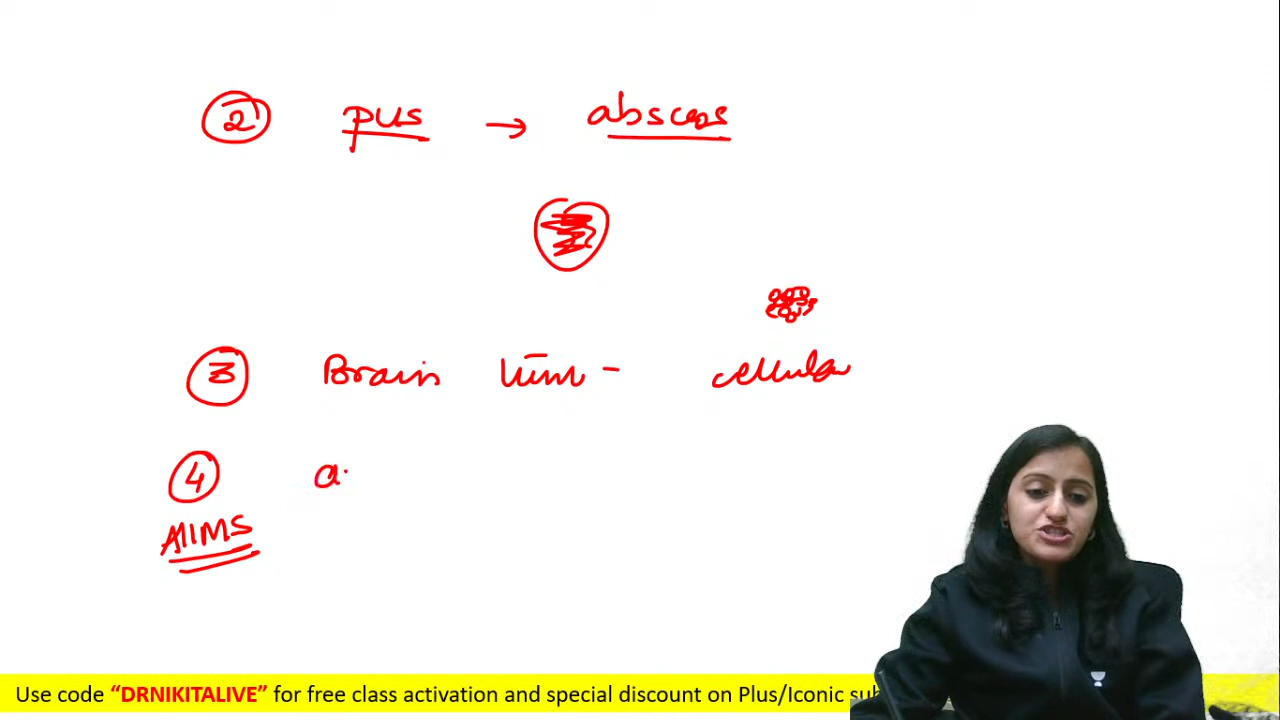 2 pus → abscess
3 Brain tum - cellular
4 a
AIIMS
Use code “DRNIKITALIVE” for free class activation and special discount on Plus/Iconic sub